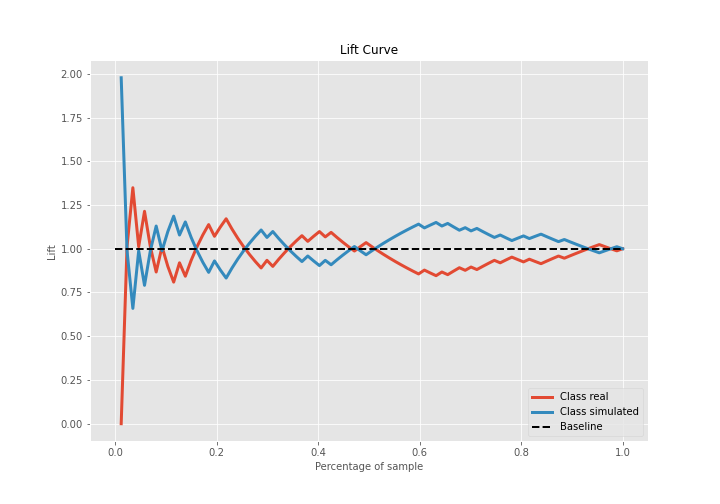 Lift Curve
2.00
1.75
1.50
1.25
1.00
0.75
0.50
0.25
0.00
Lift
0.0 0.2 0.4 0.6 0.8 1.0
Percentage of sample
Class real
Class simulated
Baseline